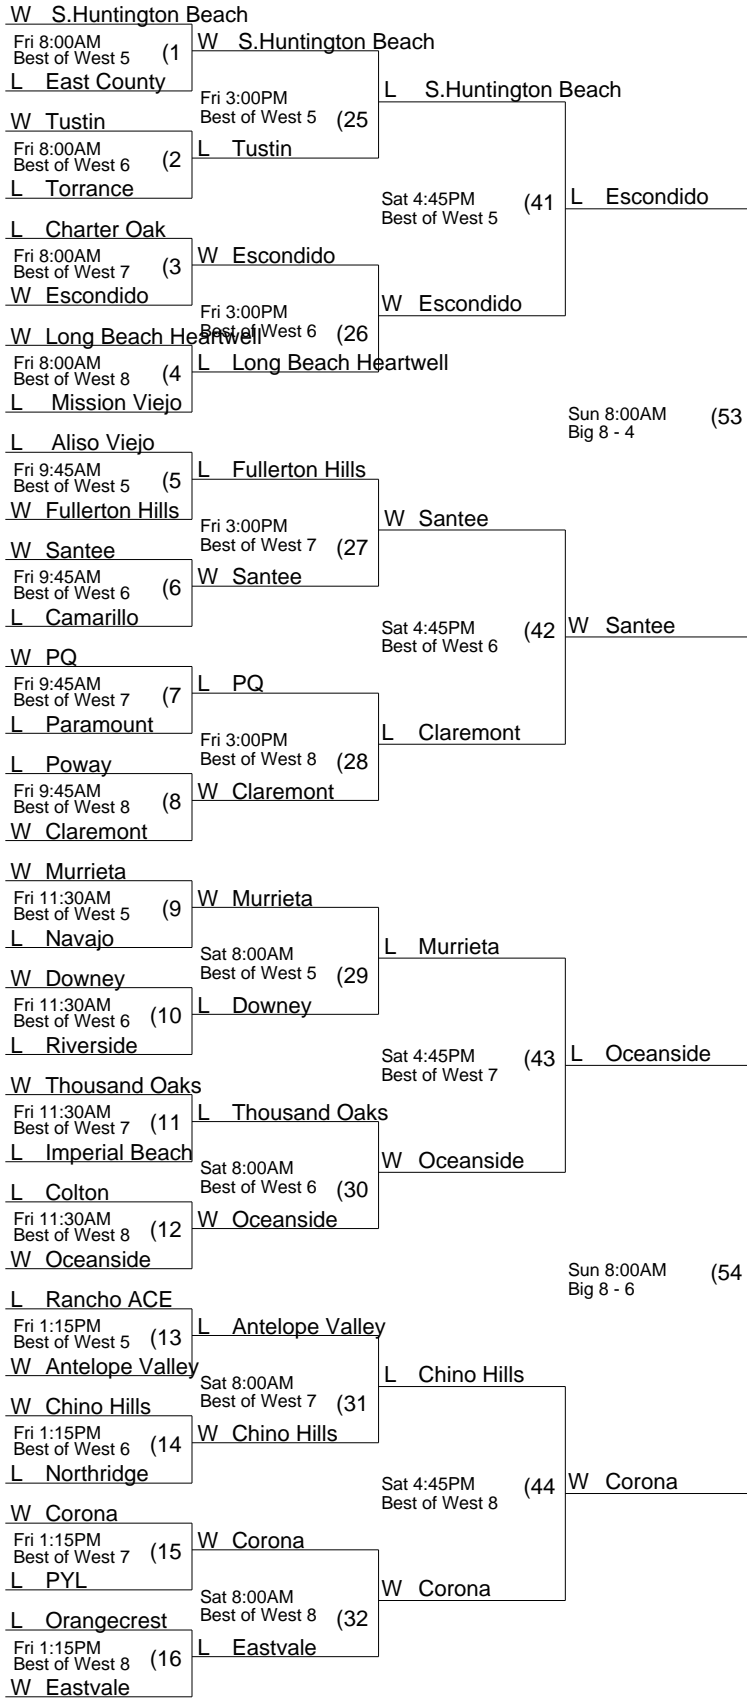 W S.Huntington Beach
Fri 8:00AM
Best of West 5 (1
L East County
W Tustin
Fri 8:00AM
Best of West 6 (2
L Torrance
L Charter Oak
Fri 8:00AM
Best of West 7 (3
W Escondido
W Long Beach Heartwell
Fri 8:00AM
Best of West 8 (4
L Mission Viejo
L Aliso Viejo
Fri 9:45AM
Best of West 5 (5
W Fullerton Hills
W Santee
Fri 9:45AM
Best of West 6 (6
L Camarillo
W PQ
Fri 9:45AM
Best of West 7 (7
L Paramount
L Poway
Fri 9:45AM
Best of West 8 (8
W Claremont
W Murrieta
Fri 11:30AM
Best of West 5 (9
L Navajo
W Downey
Fri 11:30AM
Best of West 6 (10
L Riverside
W Thousand Oaks
Fri 11:30AM
Best of West 7 (11
L Imperial Beach
L Colton
Fri 11:30AM
Best of West 8 (12
W Oceanside
L Rancho ACE
Fri 1:15PM
Best of West 5 (13
W Antelope Valley
W Chino Hills
Fri 1:15PM
Best of West 6 (14
L Northridge
W Corona
Fri 1:15PM
Best of West 7 (15
L PYL
L Orangecrest
Fri 1:15PM
Best of West 8 (16
W Eastvale
W S.Huntington Beach
Fri 3:00PM
Best of West 5 (25
L Tustin
W Escondido
Fri 3:00PM
Best of West 6 (26
L Long Beach Heartwell
L Fullerton Hills
Fri 3:00PM
Best of West 7 (27
W Santee
L PQ
Fri 3:00PM
Best of West 8 (28
W Claremont
W Murrieta
Sat 8:00AM
Best of West 5 (29
L Downey
L Thousand Oaks
Sat 8:00AM
Best of West 6 (30
W Oceanside
L Antelope Valley
Sat 8:00AM
Best of West 7 (31
W Chino Hills
W Corona
Sat 8:00AM
Best of West 8 (32
L Eastvale
L S.Huntington Beach
Sat 4:45PM
Best of West 5 (41
W Escondido
W Santee
Sat 4:45PM
Best of West 6 (42
L Claremont
L Murrieta
Sat 4:45PM
Best of West 7 (43
W Oceanside
L Chino Hills
Sat 4:45PM
Best of West 8 (44
W Corona
L Escondido
Sun 8:00AM
Big 8 - 4 (53
W Santee
L Oceanside
Sun 8:00AM
Big 8 - 6 (54
W Corona